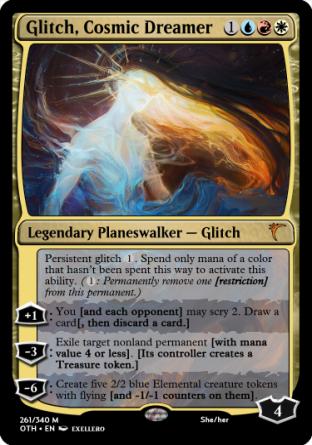 Glitch, Cosmic Dreamer 1
Legendary Planeswalker — Glitch
Persistent glitch 1. Spend only mana of a color
that hasn't been spent this way to activate this
ability. (1: Permanently remove one [restriction]
from this permanent.)
+1: You [and each opponent] may scry 2. Draw a
card[, then discard a card.]
-3: Exile target nonland permanent [with mana
value 4 or less]. [Its controller creates a
Treasure token.]
-6: Create five 2/2 blue Elemental creature tokens
with flying [and -1/-1 counters on them].
4
261/340 M She/her
OTH • EN EXELLERO